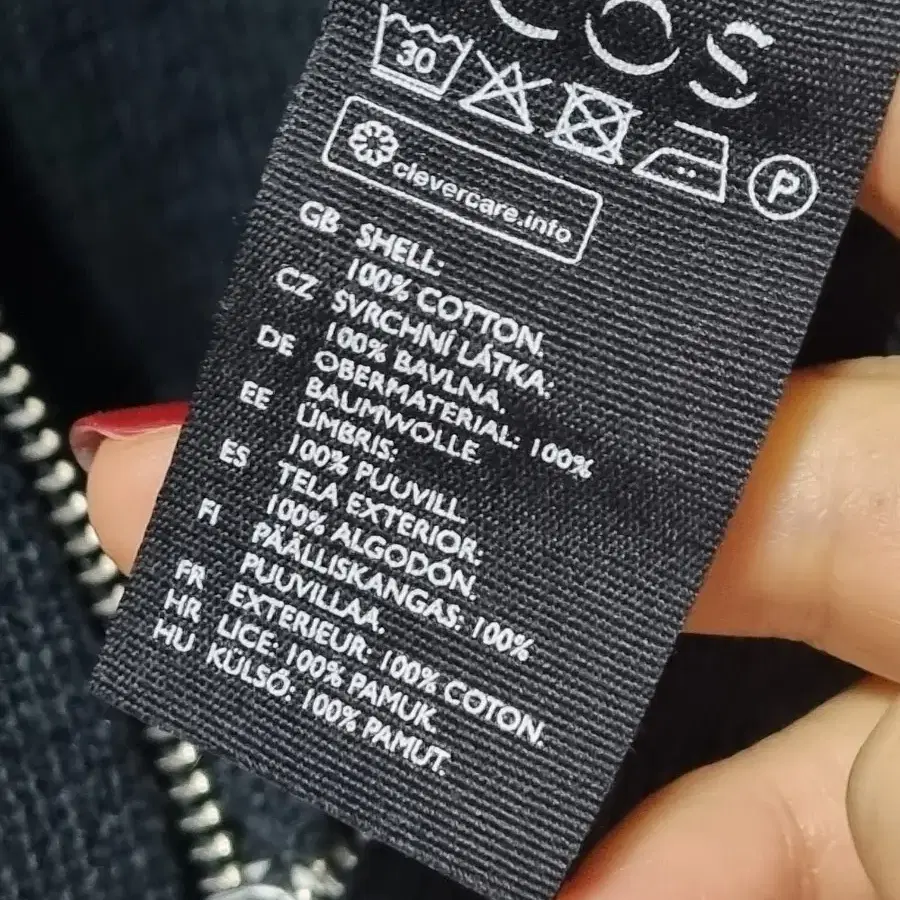 COS
30
P
clevercare.info
GB SHELL:
100% COTTON.
CZ SVRCHNÍ LÁTKA:
100% BAVLNA.
DE OBERMATERIAL: 100%
BAUMWOLLE.
EE ÜMBRIS:
100% PUUVILL.
ES TELA EXTERIOR:
100% ALGODÓN.
FI PÄÄLLISKANGAS: 100%
PUUVILLAA.
FR EXTERIEUR: 100% COTON.
HR LICE: 100% PAMUK.
HU KÜLSŐ: 100% PAMUT.